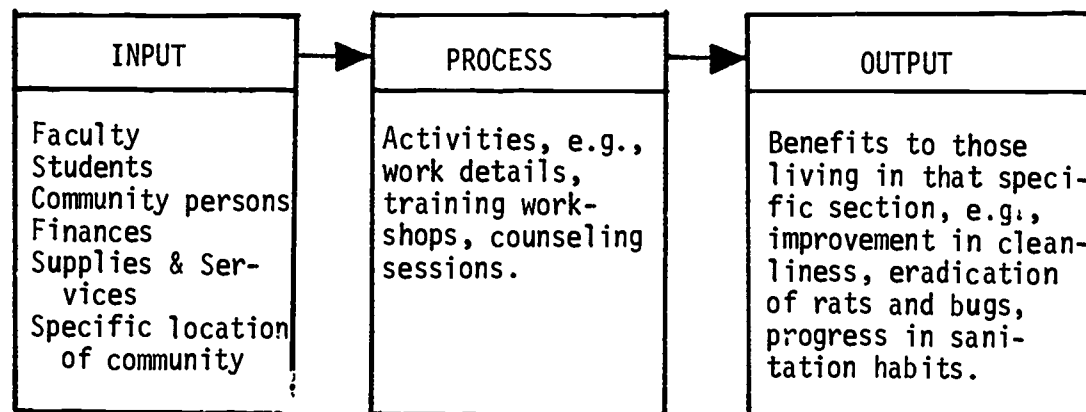 INPUT
Faculty
Students
Community persons
Finances
Supplies & Ser-
vices
Specific location
of community
PROCESS
Activities, e.g.,
work details,
training work-
shops, counseling
sessions.
OUTPUT
Benefits to those
living in that speci-
fic section, e.g.,
improvement in clean-
liness, eradication
of rats and bugs,
progress in sani-
tation habits.